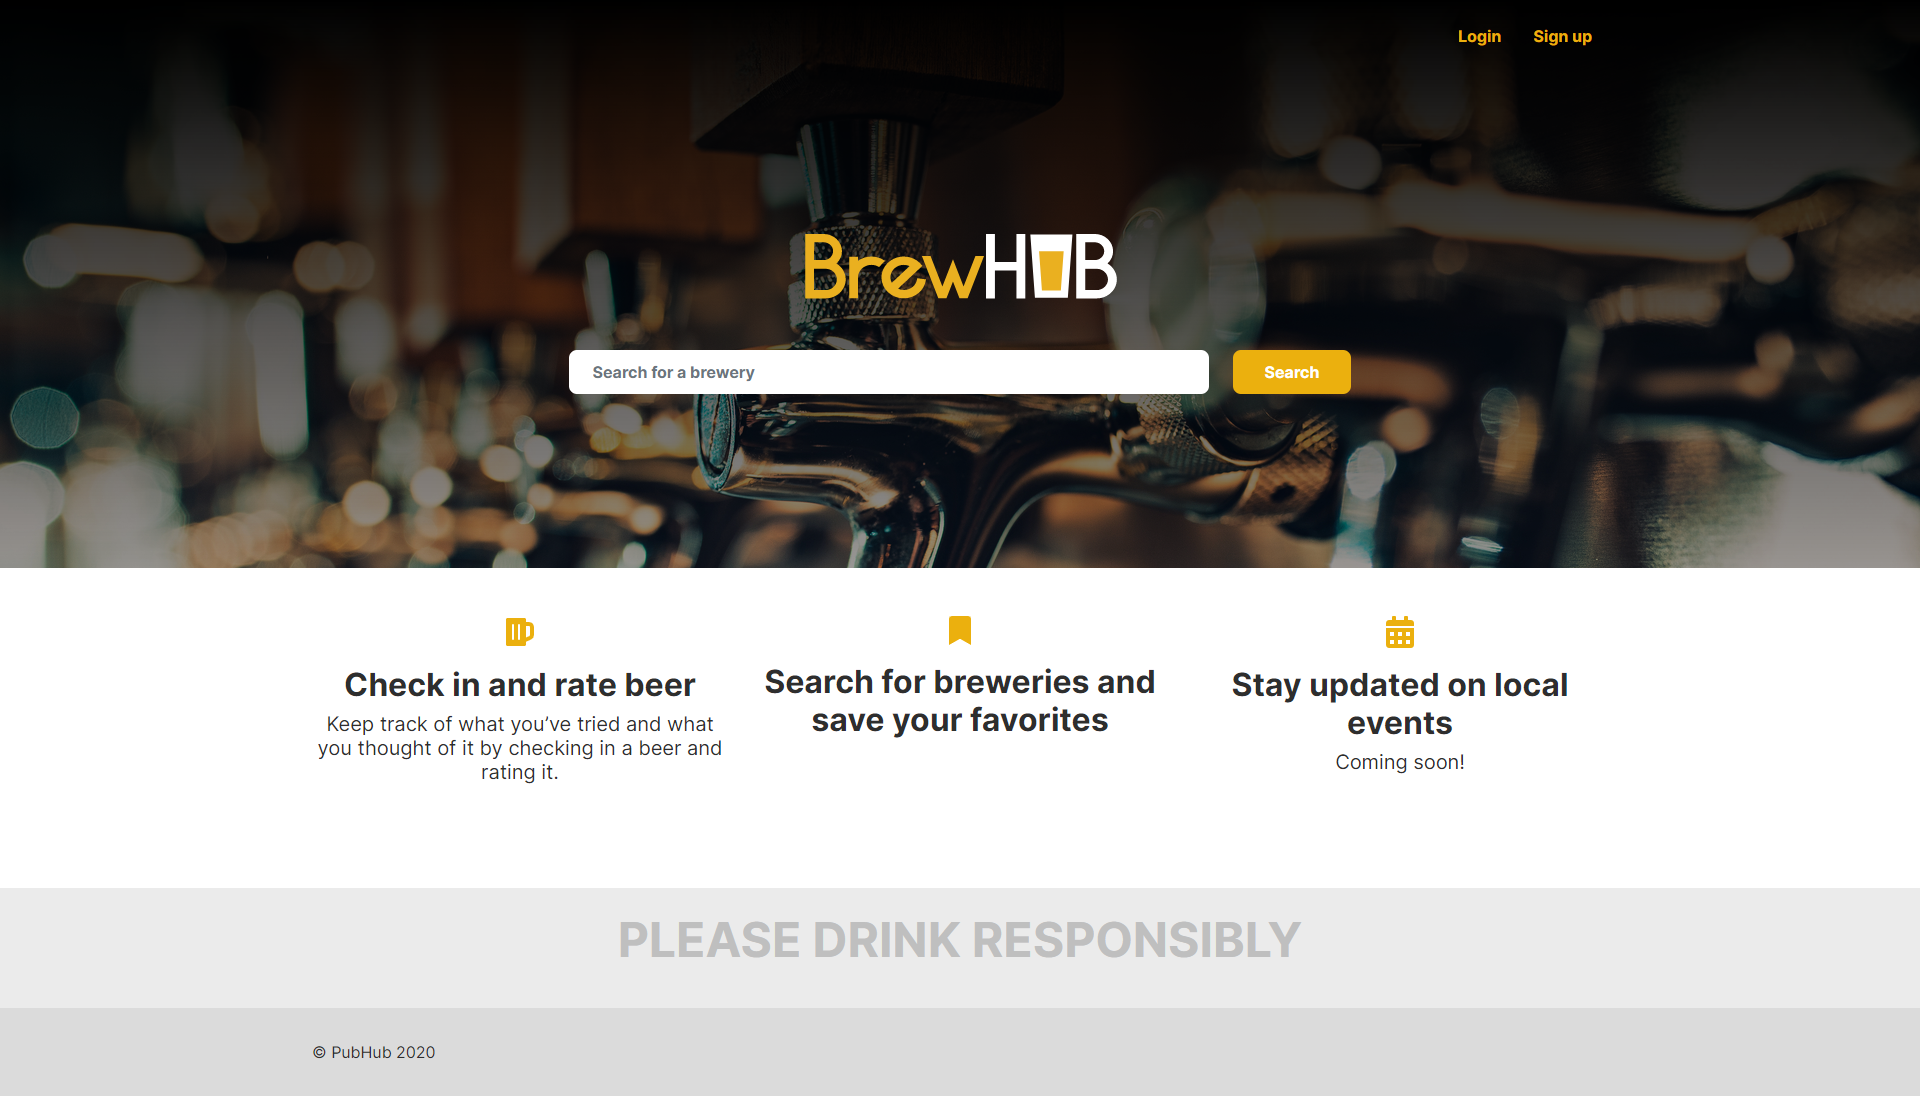 Login Sign up
BrewHUB
Search for a brewery Search
Check in and rate beer
Keep track of what you’ve tried and what
you thought of it by checking in a beer and
rating it.
Search for breweries and
save your favorites
Stay updated on local
events
Coming soon!
PLEASE DRINK RESPONSIBLY
© PubHub 2020